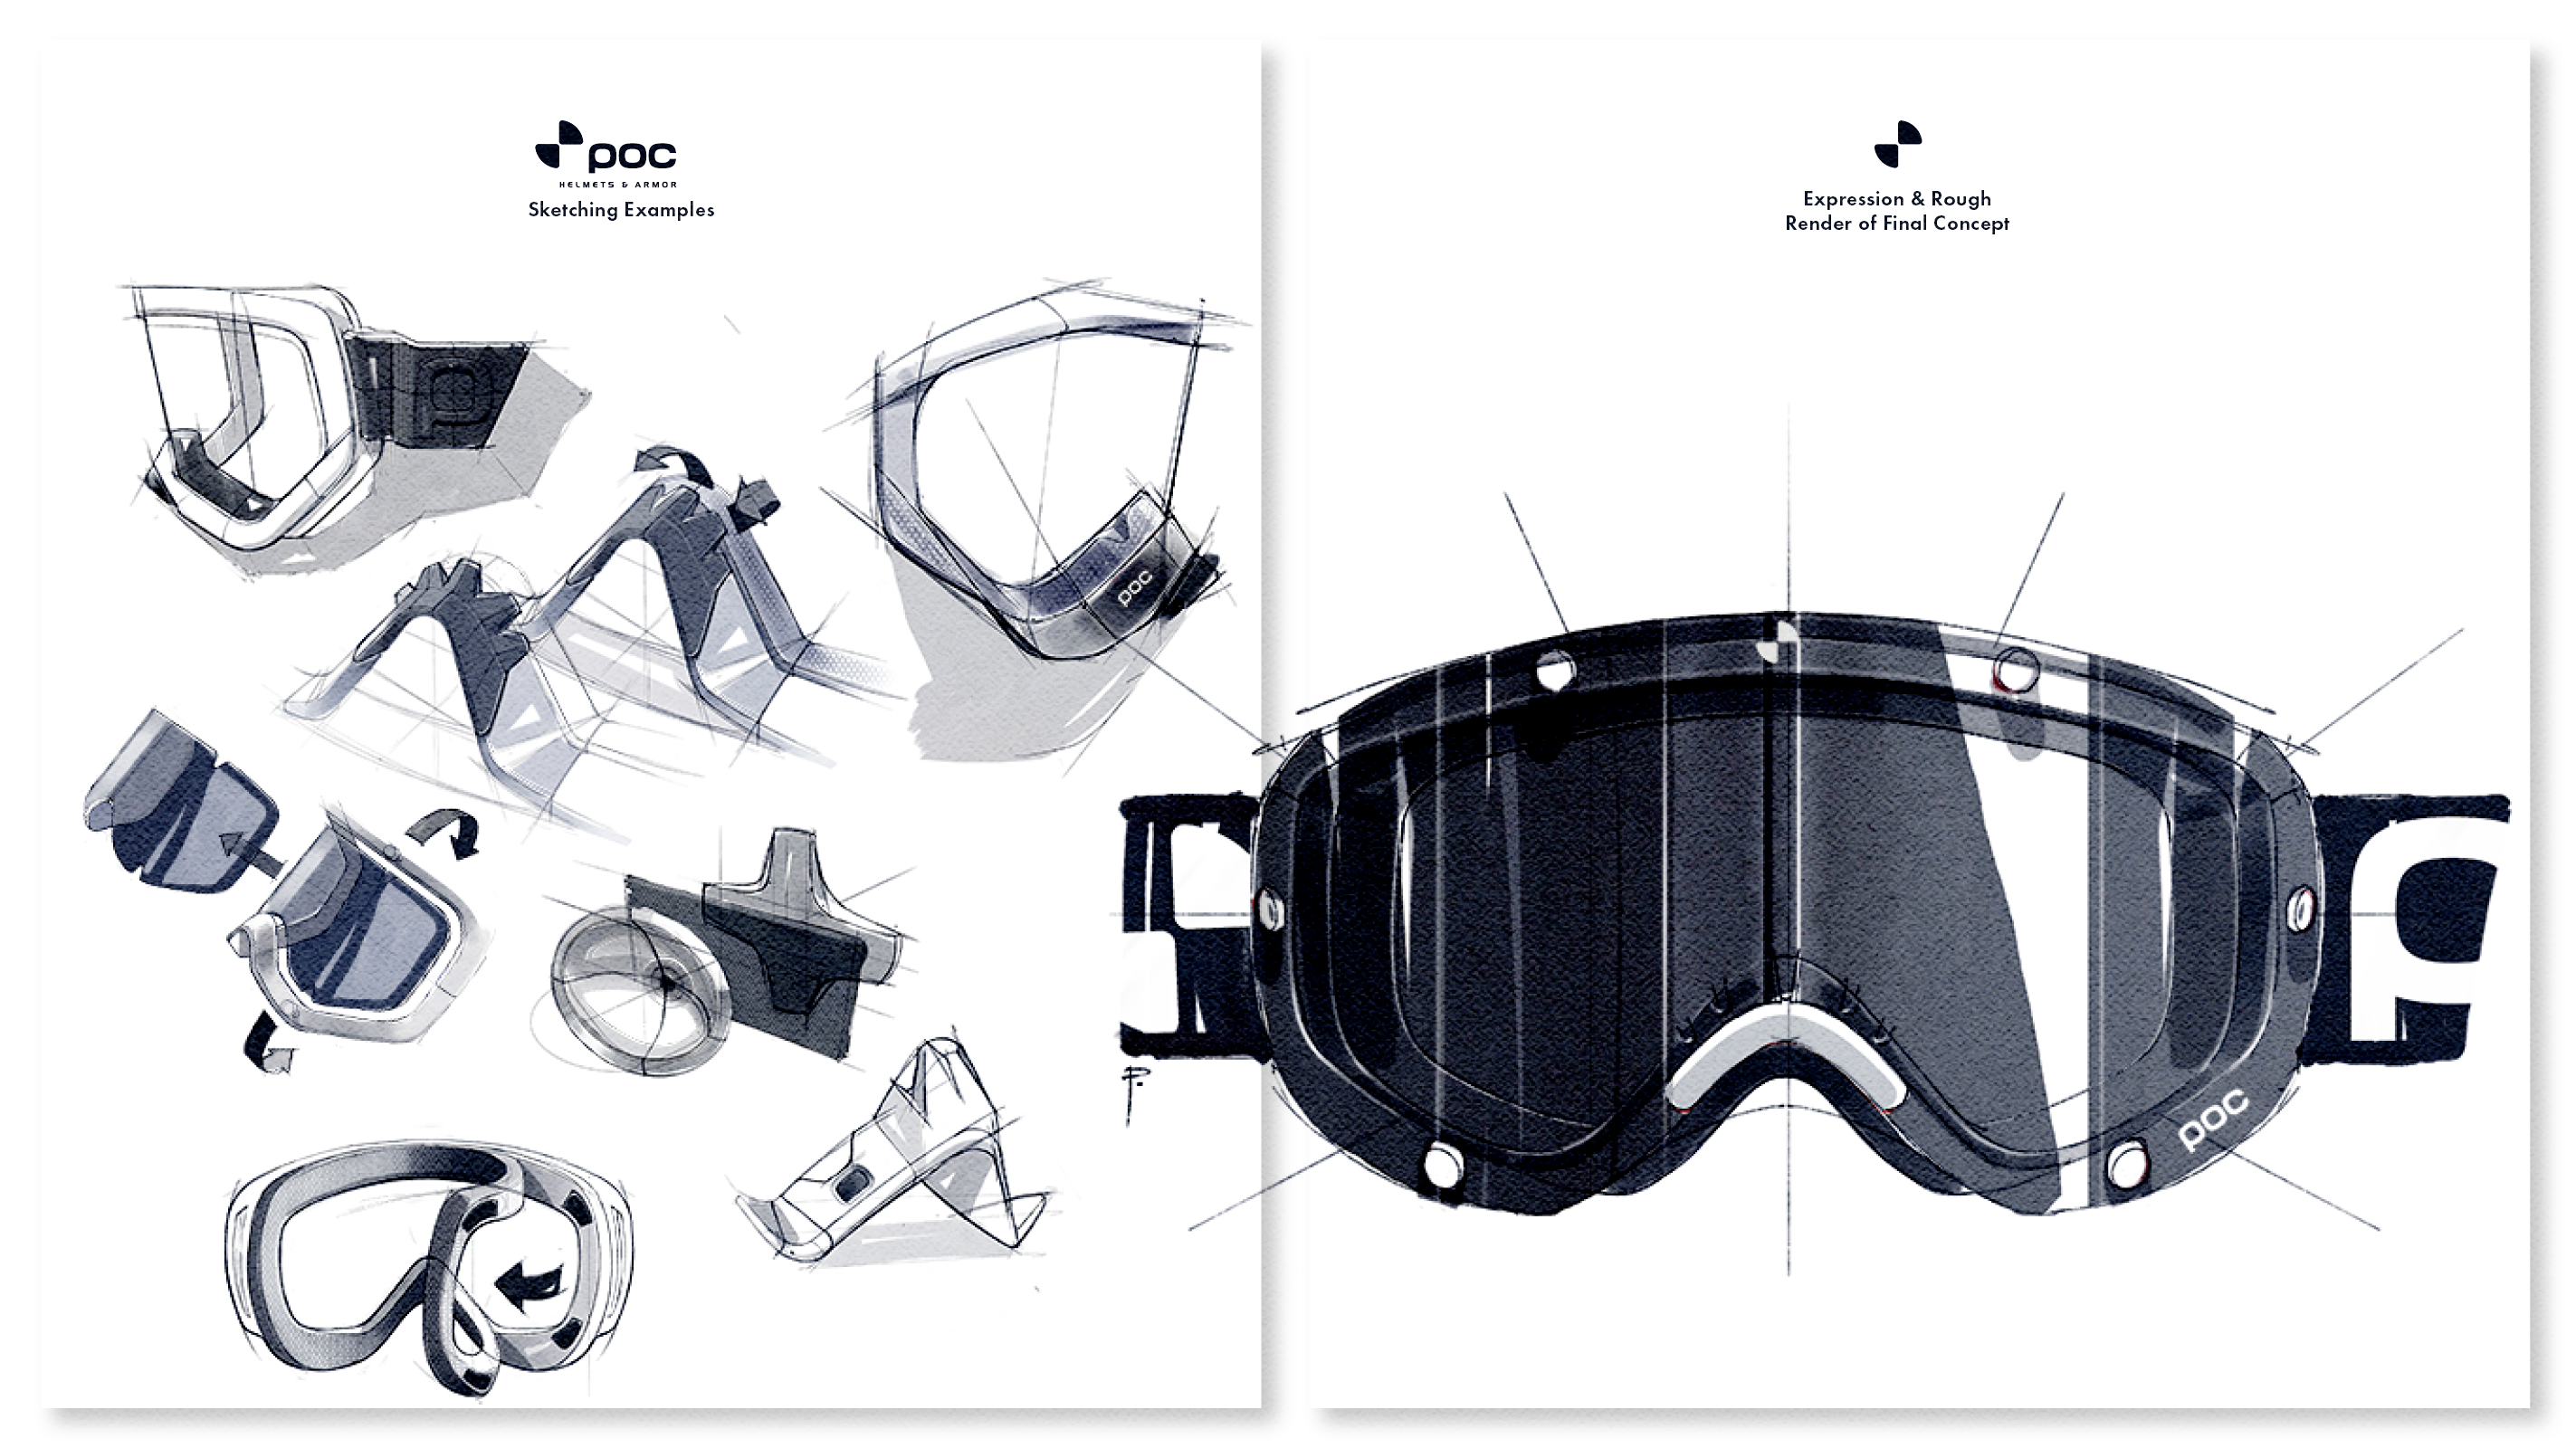 poc
HELMETS & ARMOR
Sketching Examples
poc
Expression & Rough
Render of Final Concept
poc